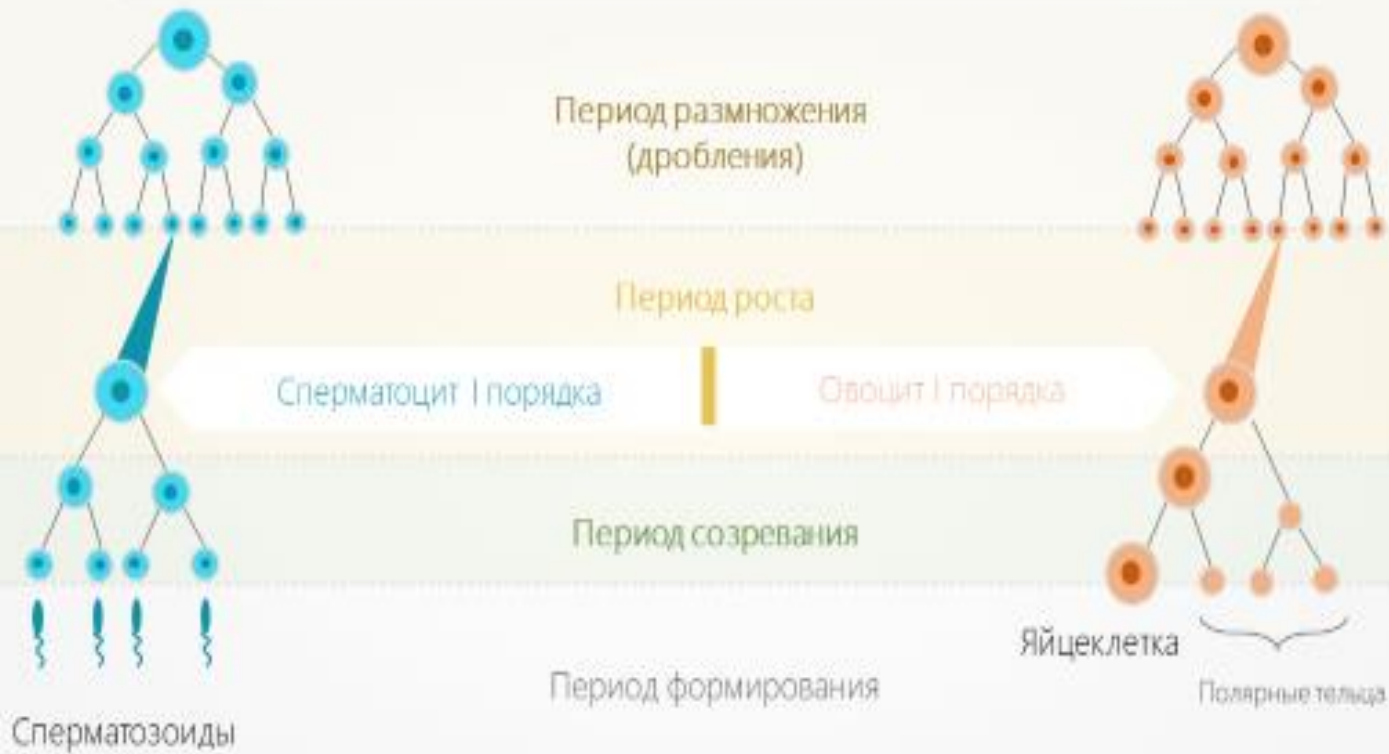 Период размножения
(дробления)
Период роста
Сперматоцит I порядка
Овоцит I порядка
Период созревания
Яйцеклетка
Период формирования
Полярные тельца
Сперматозоиды